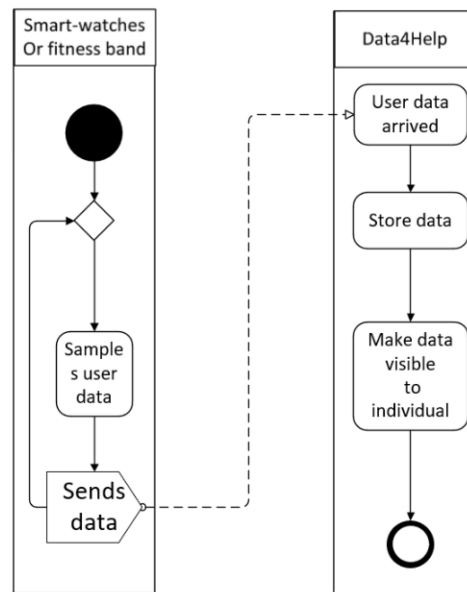 Smart-watches
Or fitness band
Data4Help
User data
arrived
Store data
Sample
s user
data
Make data
visible
to
individual
Sends
data